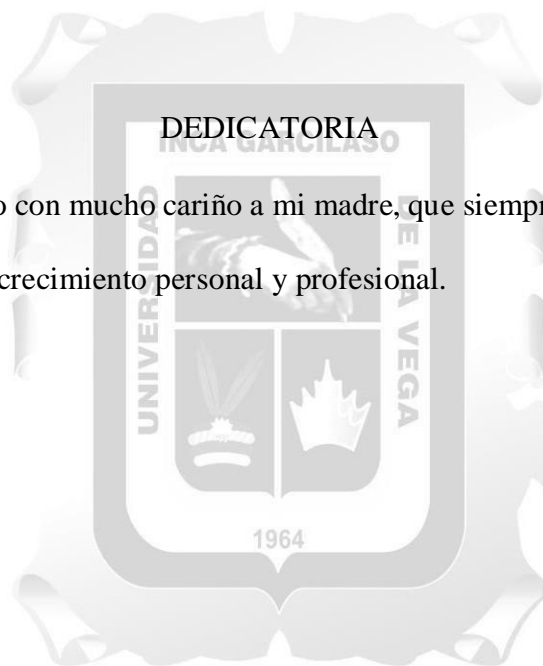 DEDICATORIA
INCA GARCILASO
con mucho cariño a mi madre, que siempr
crecimiento personal y profesional.
UNIVERSIDAD
DE LA VEGA
1964